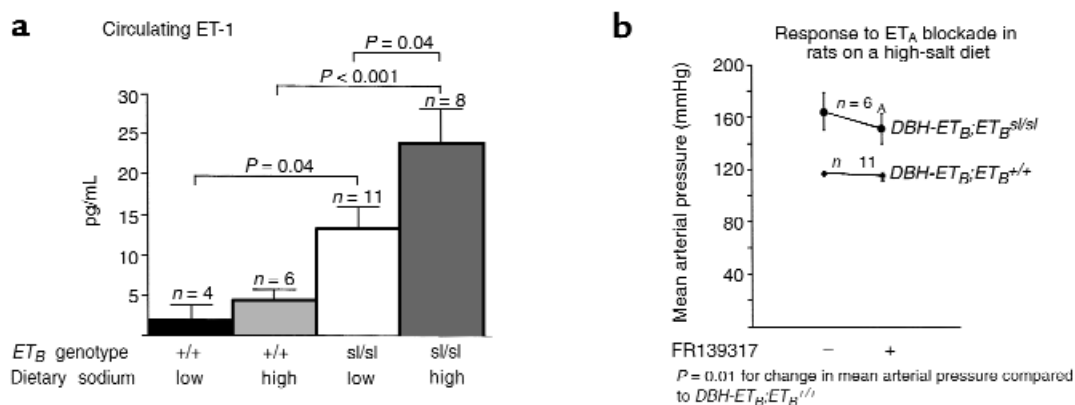 a
Circulating ET-1
P = 0.04
P < 0.001
n = 8
P = 0.04
n = 11
n = 6
n = 4
pg/mL
30
25
20
15
10
5
ET_B genotype +/+ +/+ sl/sl sl/sl
Dietary sodium low high low high
b
Response to ET_A blockade in
rats on a high-salt diet
Mean arterial pressure (mmHg)
200
160
120
80
40
n = 6 A
DBH-ET_B;ET_B^sl/sl
n 11
DBH-ET_B;ET_B^+/+
FR139317 – +
P = 0.01 for change in mean arterial pressure compared
to DBH-ET_B;ET_B^+/+